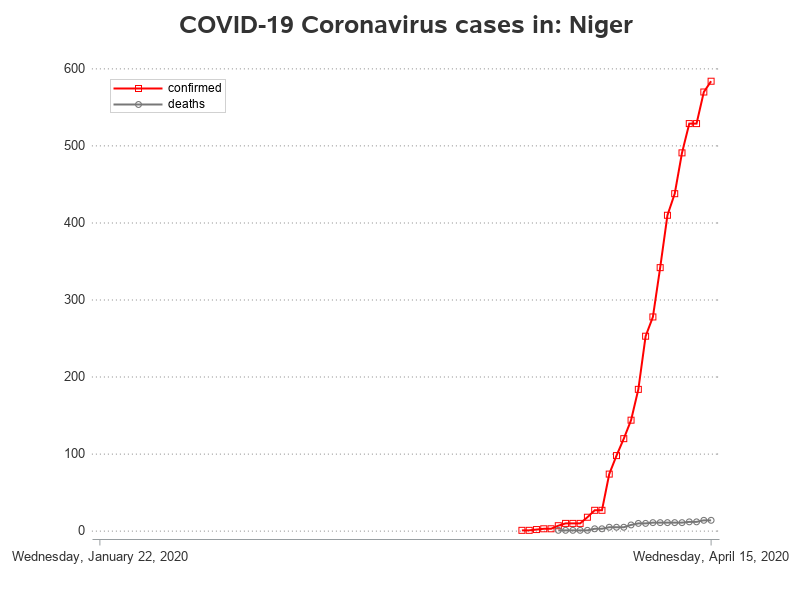 COVID-19 Coronavirus cases in: Niger
confirmed
deaths
600
500
400
300
200
100
0
Wednesday, January 22, 2020
Wednesday, April 15, 2020